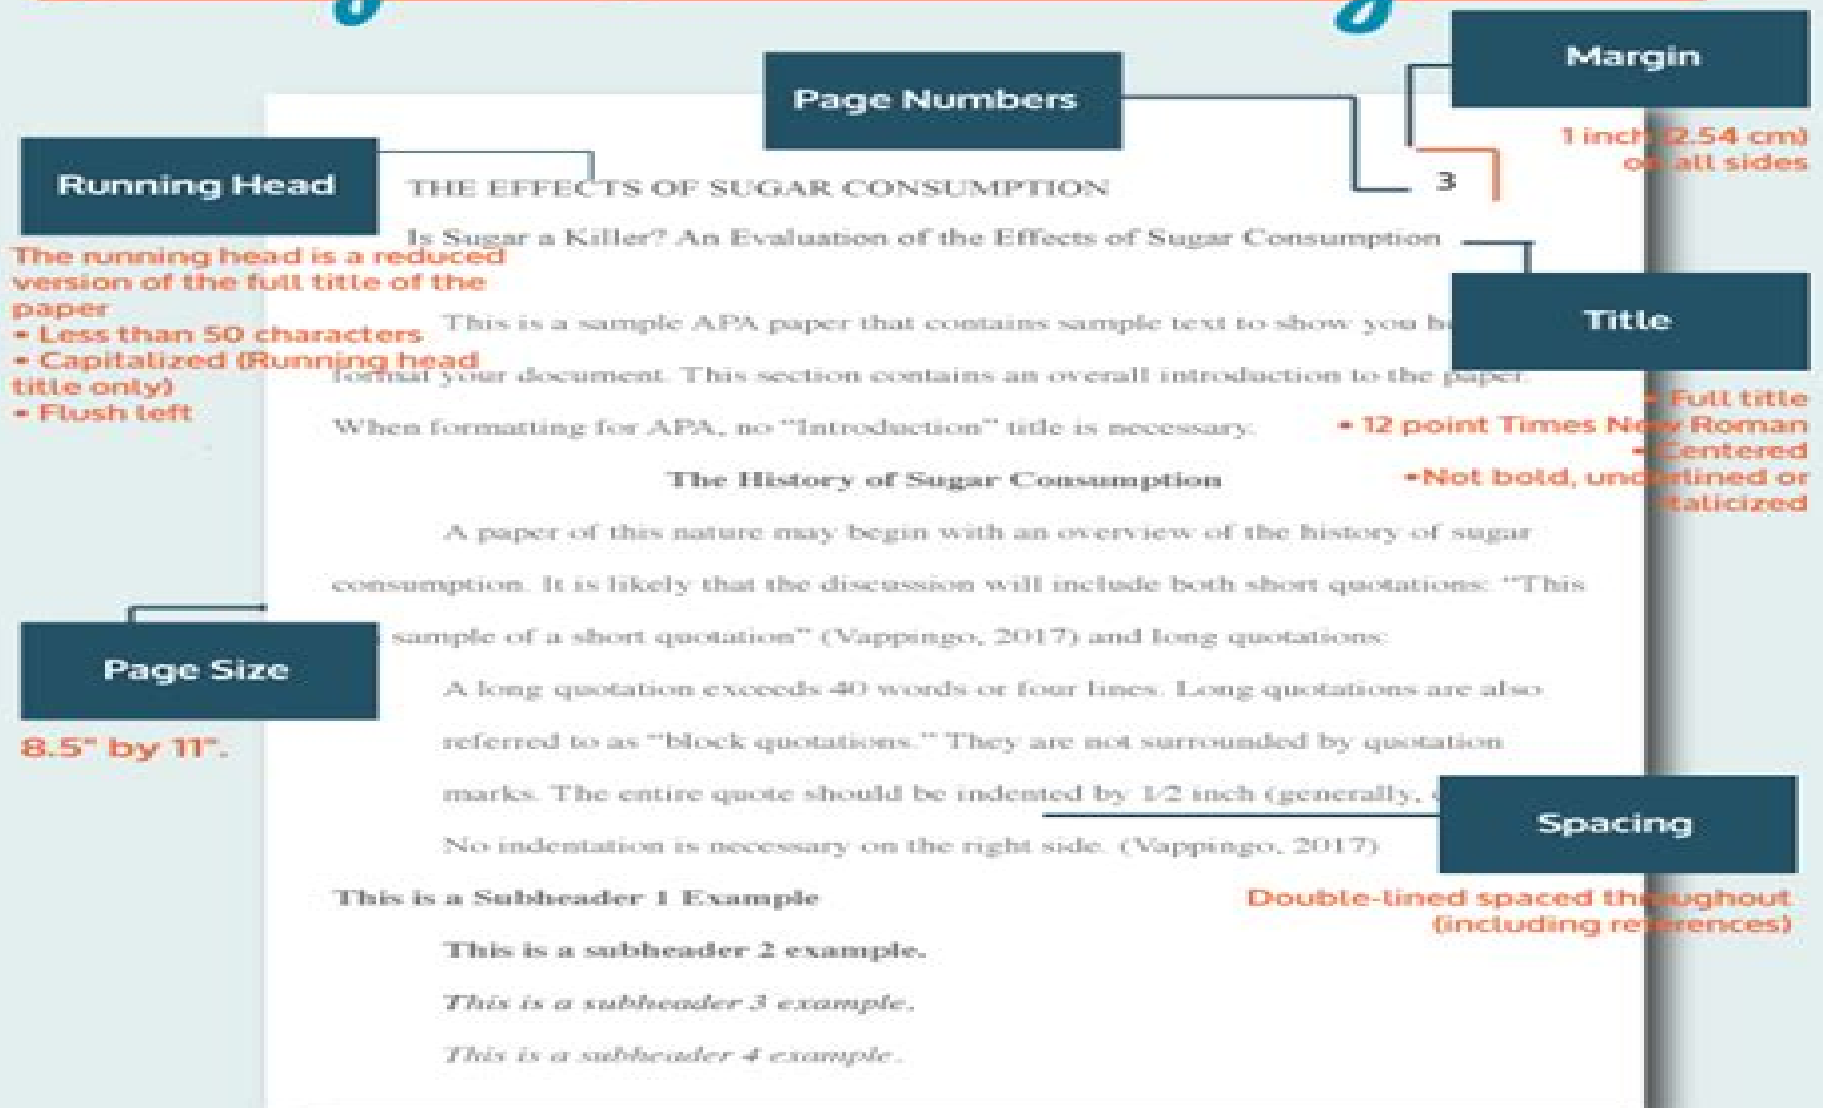 Margin
1 inch (2.54 cm)
on all sides
Page Numbers
Running Head
The running head is a reduced
version of the full title of the
paper
• Less than 50 characters
• Capitalized (Running head
title only)
• Flush left
THE EFFECTS OF SUGAR CONSUMPTION
3
Is Sugar a Killer? An Evaluation of the Effects of Sugar Consumption
Title
• Full title
• 12 point Times New Roman
• Centered
•Not bold, underlined or
italicized
This is a sample APA paper that contains sample text to show you
format your document. This section contains an overall introduction to the paper.
When formatting for APA, no "Introduction" title is necessary.
The History of Sugar Consumption
A paper of this nature may begin with an overview of the history of sugar
consumption. It is likely that the discussion will include both short quotations: "This
sample of a short quotation" (Vappingo, 2017) and long quotations:
Page Size
8.5" by 11".
A long quotation exceeds 40 words or four lines. Long quotations are also
referred to as "block quotations." They are not surrounded by quotation
marks. The entire quote should be indented by 1/2 inch (generally,
No indentation is necessary on the right side. (Vappingo, 2017)
Spacing
Double-lined spaced throughout
(including references)
This is a Subheader 1 Example
This is a subheader 2 example.
This is a subheader 3 example.
This is a subheader 4 example.